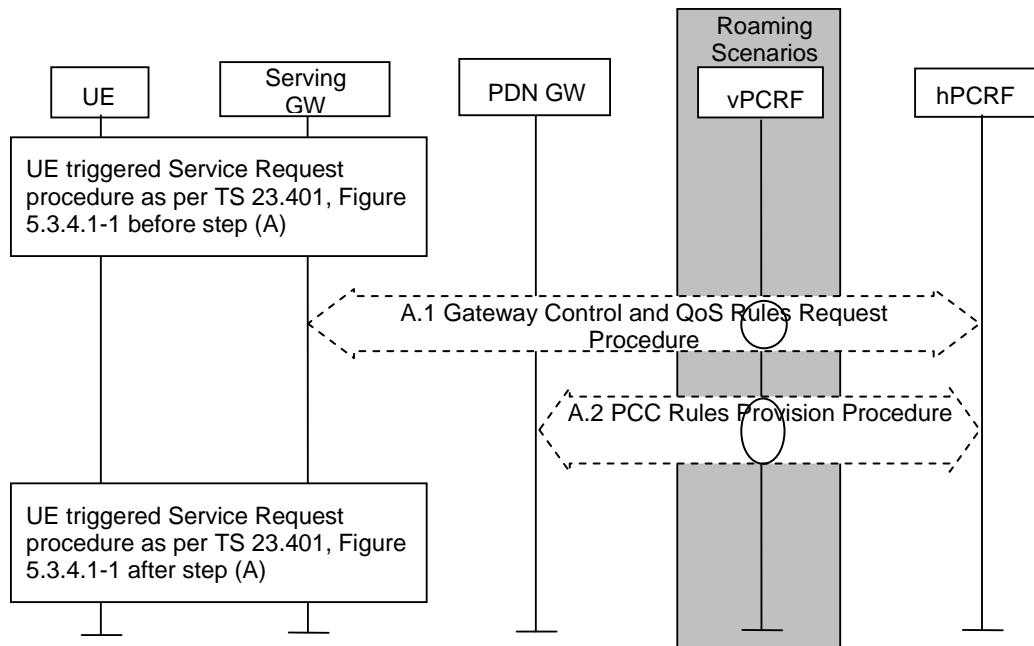 Roaming
Scenarios
UE
Serving
GW
PDN GW
vPCRF
hPCRF
UE triggered Service Request
procedure as per TS 23.401, Figure
5.3.4.1-1 before step (A)
A.1 Gateway Control and QoS Rules Request
Procedure
A.2 PCC Rules Provision Procedure
UE triggered Service Request
procedure as per TS 23.401, Figure
5.3.4.1-1 after step (A)